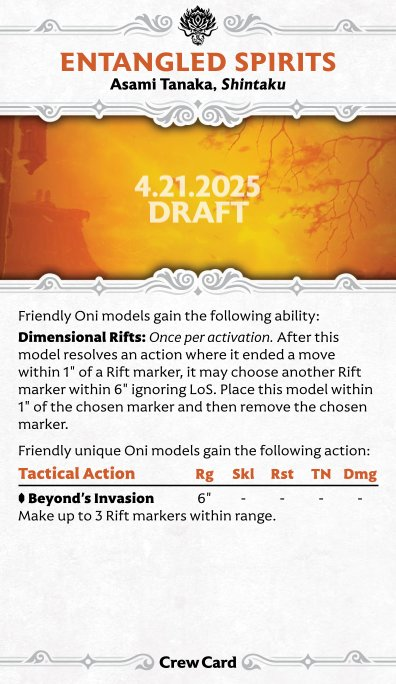 ENTANGLED SPIRITS
Asami Tanaka, Shintaku
4.21.2025
DRAFT
Friendly Oni models gain the following ability:
Dimensional Rifts: Once per activation. After this
model resolves an action where it ended a move
within 1" of a Rift marker, it may choose another Rift
marker within 6" ignoring LoS. Place this model within
1" of the chosen marker and then remove the chosen
marker.
Friendly unique Oni models gain the following action:
Tactical Action Rg Skl Rst TN Dmg
Beyond's Invasion 6" - - - -
Make up to 3 Rift markers within range.
Crew Card